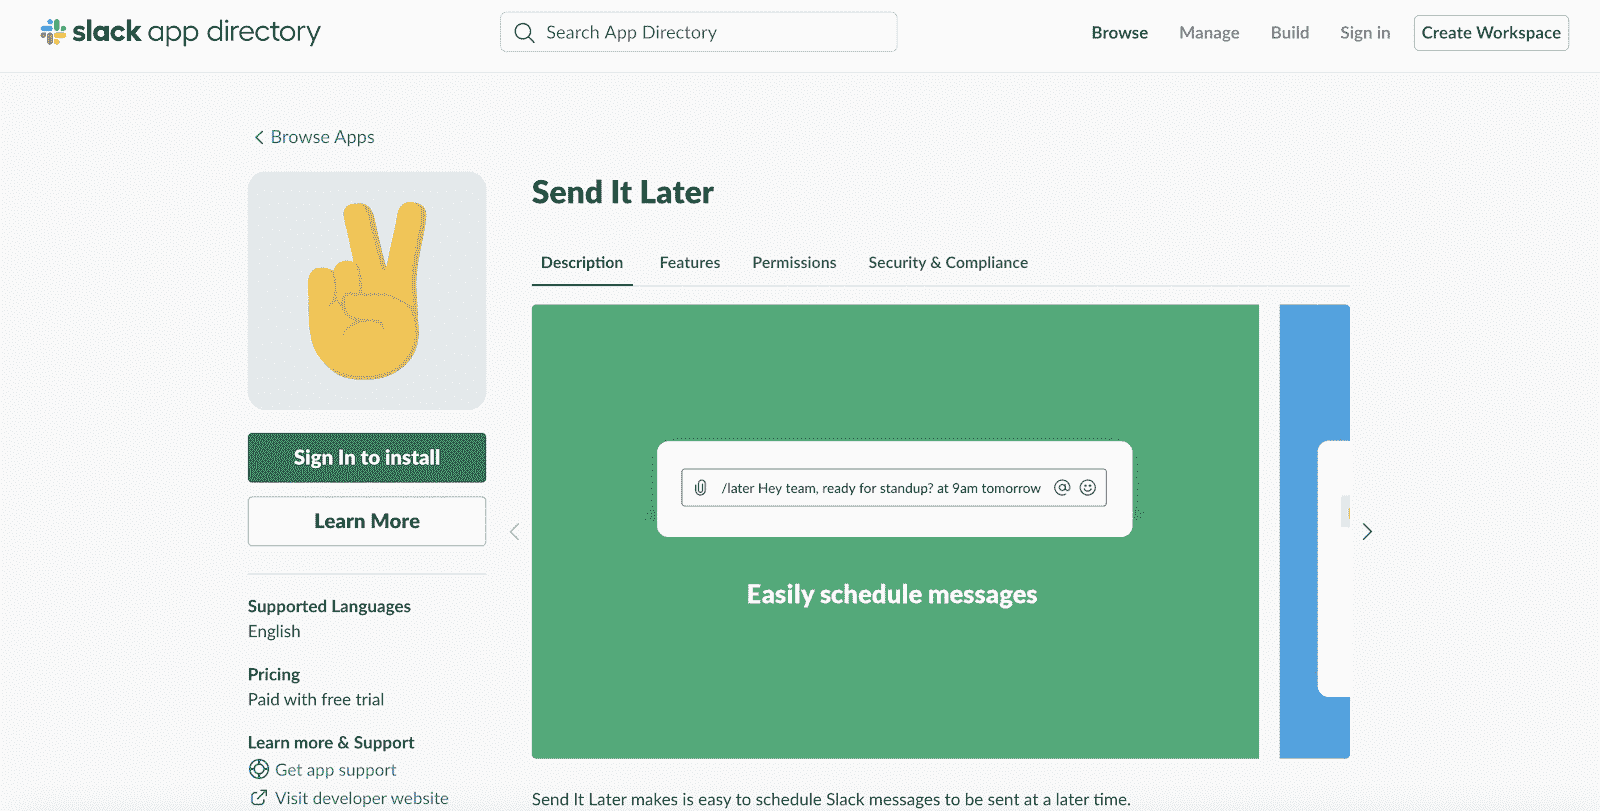 slack app directory
Search App Directory
Browse
Manage
Build
Sign in
Create Workspace
Browse Apps
Send It Later
Description
Features
Permissions
Security & Compliance
/later Hey team, ready for standup? at 9am tomorrow
Easily schedule messages
Sign In to install
Learn More
Supported Languages
English
Pricing
Paid with free trial
Learn more & Support
Get app support
Visit developer website
Send It Later makes is easy to schedule Slack messages to be sent at a later time.